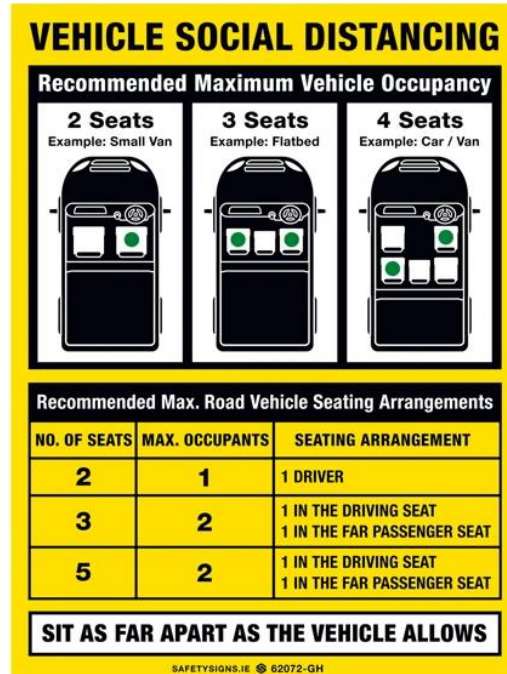 VEHICLE SOCIAL DISTANCING
Recommended Maximum Vehicle Occupancy
2 Seats
Example: Small Van
3 Seats
Example: Flatbed
4 Seats
Example: Car / Van
Recommended Max. Road Vehicle Seating Arrangements
NO. OF SEATS MAX. OCCUPANTS SEATING ARRANGEMENT
2 1 1 DRIVER
3 2 1 IN THE DRIVING SEAT
1 IN THE FAR PASSENGER SEAT
5 2 1 IN THE DRIVING SEAT
1 IN THE FAR PASSENGER SEAT
SIT AS FAR APART AS THE VEHICLE ALLOWS
SAFETYSIGNS.IE 62072-GH